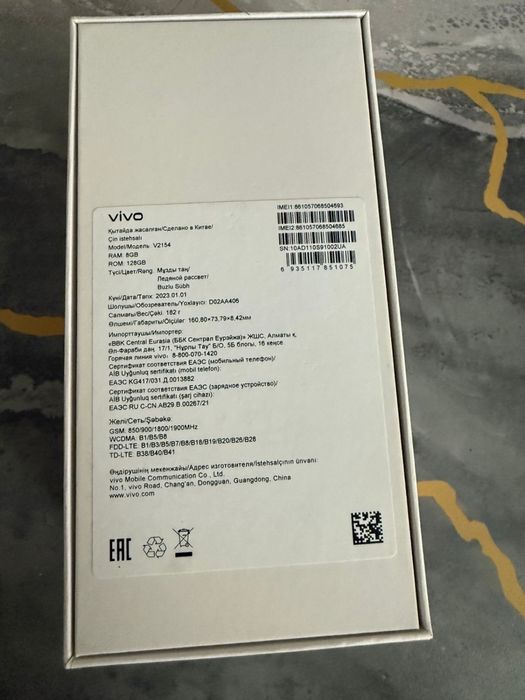 vivo
IMEI1:861057068504693
IMEI2:861057068504685
SN:10AD110S91002UA
6 935117 851075
Қытайда жасалған/Сделано в Китае/
Çin istehsalı
Model/Модель: V2154
RAM: 8GB
ROM: 128GB
Түсі/Цвет/Rəng: Мұзды таң/
Ледяной рассвет/
Buzlu Sübh
Күні/Дата/Tarix: 2023.01.01
Шолушы/Обозреватель/Yoxlayıcı: D02AA406
Салмағы/Вес/Çəki: 182 г
Өлшемі/Габариты/Ölçülər: 160,80×73,79×8,42мм
Импорттаушы/Импортер:
«BBK Central Eurasia (ББК Сентрал Еурэйжа)» ЖШС, Алматы қ.
Әл-Фараби даң, 17/1, "Нұрлы Тау" Б/О, 5Б блогы, 16 кеңсе
Горячая линия vivo: 8-800-070-1420
Сертификат соответствия ЕАЭС (мобильный телефон)/
AİB Uyğunluq sertifikatı (mobil telefon):
ЕАЭС KG417/031.Д.0013882
Сертификат соответствия ЕАЭС (зарядное устройство)/
AİB Uyğunluq sertifikatı (şarj cihazı):
ЕАЭС RU С-CN.АБ29.В.00267/21
Желі/Сеть/Şəbəkə:
GSM: 850/900/1800/1900MHz
WCDMA: B1/B5/B8
FDD-LTE: B1/B3/B5/B7/B8/B18/B19/B20/B26/B28
TD-LTE: B38/B40/B41
Өндірушінің мекенжайы/Адрес изготовителя/İstehsalçının ünvanı:
vivo Mobile Communication Co., Ltd.
No.1, vivo Road, Chang'an, Dongguan, Guangdong, China
www.vivo.com
EAC